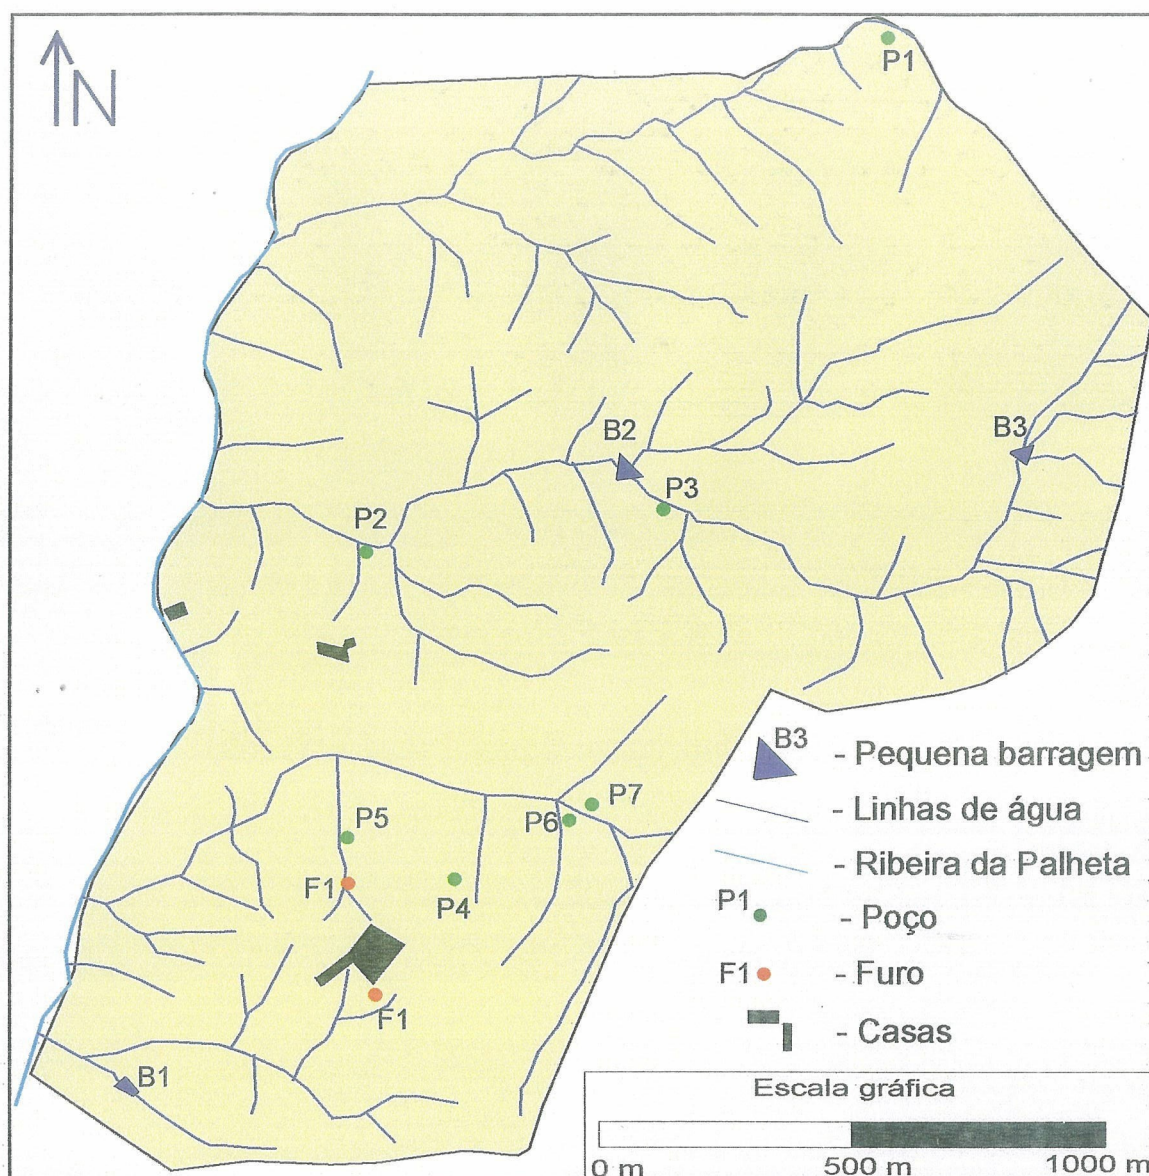 N
P1
B2
B3
P3
P2
B3
- Pequena barragem
P7
P5
P6
- Linhas de água
- Ribeira da Palheta
F1
P4
P1
- Poço
F1
- Furo
F1
- Casas
B1
Escala gráfica
0 m
500 m
1000 m